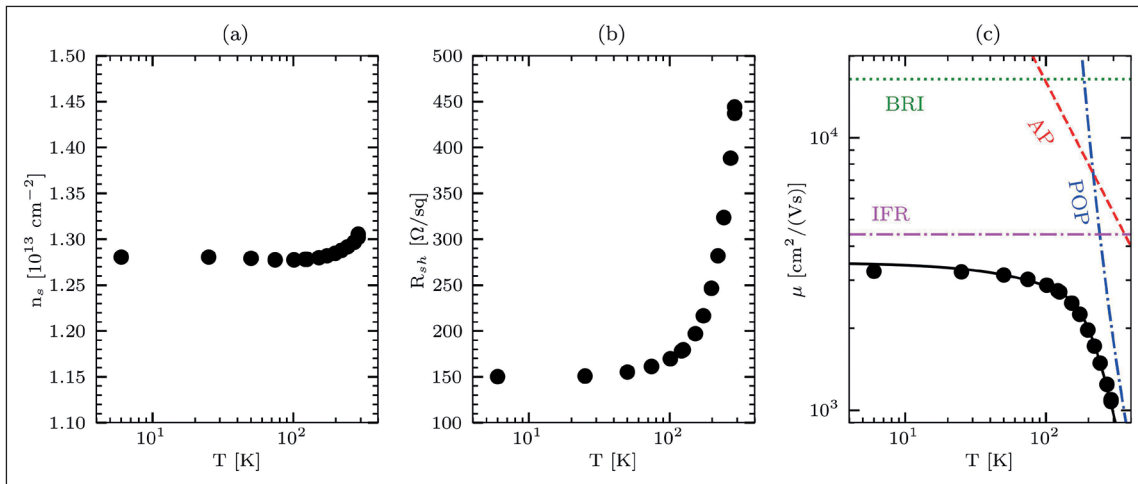 (a)
n_s [10^13 cm^−2]
1.50
1.45
1.40
1.35
1.30
1.25
1.20
1.15
1.10
10^1
10^2
T [K]
(b)
R_sh [Ω/sq]
500
450
400
350
300
250
200
150
100
10^1
10^2
T [K]
(c)
μ [cm^2/(Vs)]
10^4
10^3
BRI
AP
POP
IFR
10^1
10^2
T [K]